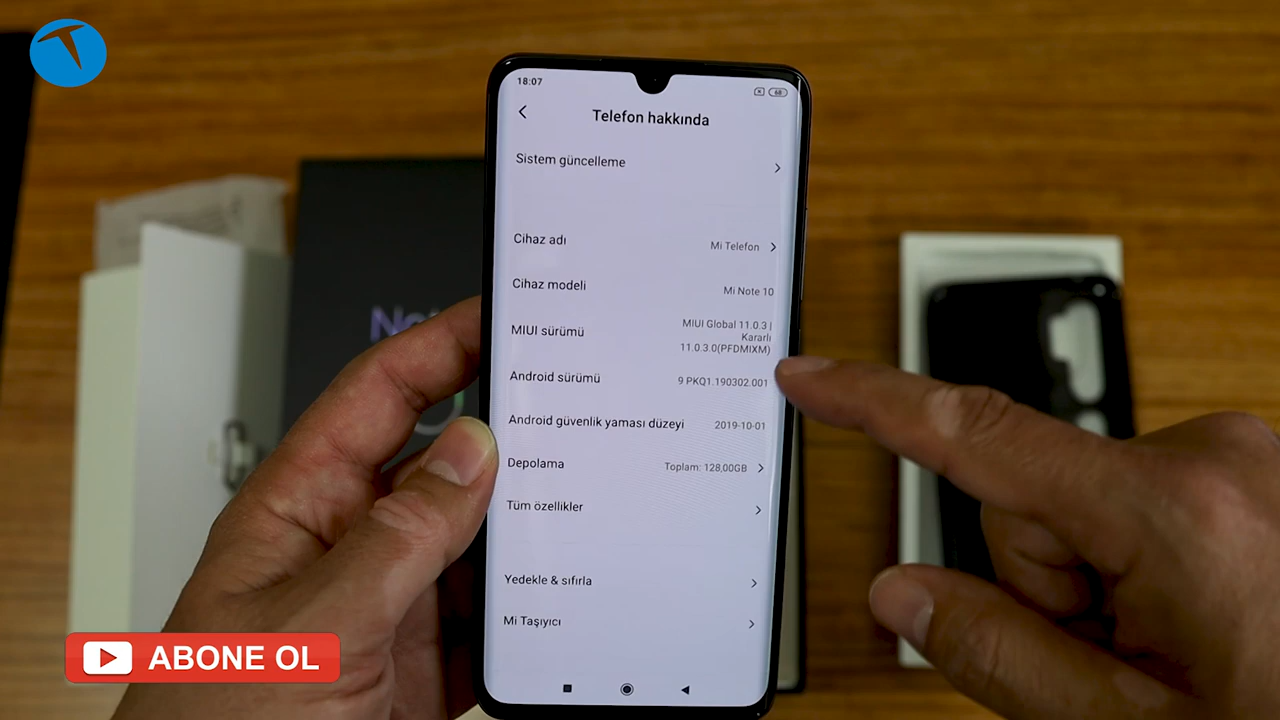 18:07
68
Telefon hakkında
Sistem güncelleme
Cihaz adı
Mi Telefon
Cihaz modeli
Mi Note 10
MIUI sürümü
MIUI Global 11.0.3 |
Kararlı
11.0.3.0(PFDMIXM)
Android sürümü
9 PKQ1.190302.001
Android güvenlik yaması düzeyi
2019-10-01
Depolama
Toplam: 128,00GB
Tüm özellikler
Yedekle & sıfırla
Mi Taşıyıcı
ABONE OL